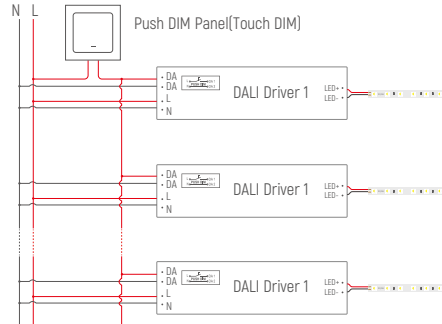 N L
Push DIM Panel(Touch DIM)
DA
DA
L
N
DALI Driver 1
LED+
LED-
DA
DA
L
N
DALI Driver 1
LED+
LED-
DA
DA
L
N
DALI Driver 1
LED+
LED-